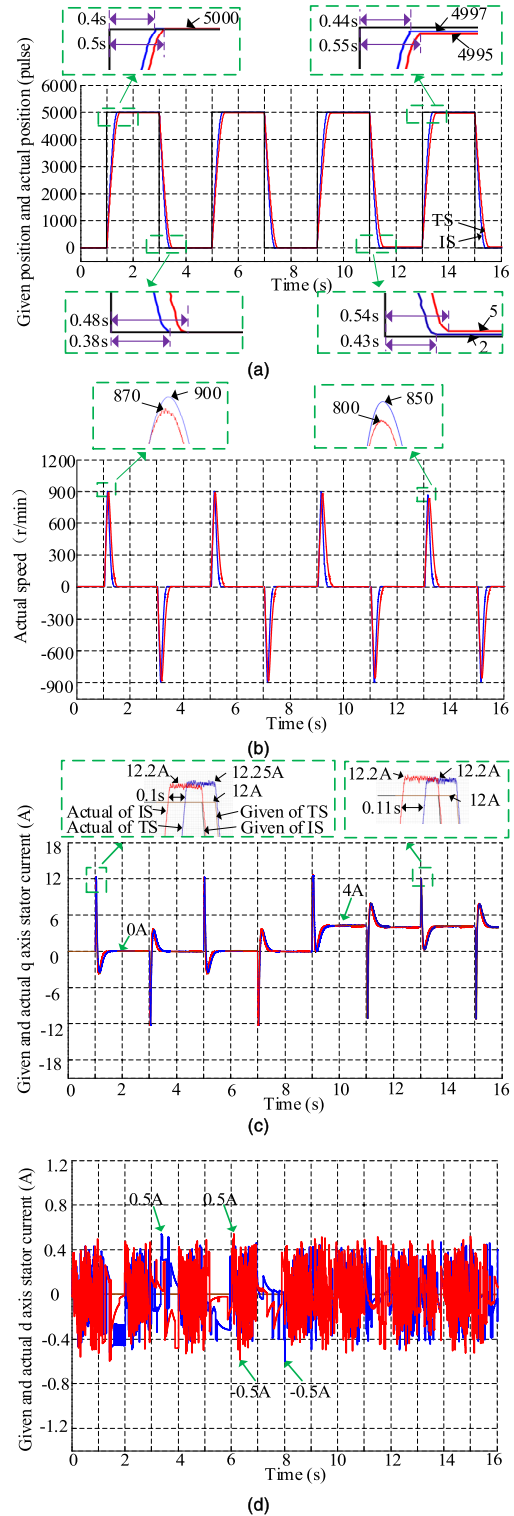 0.4s
5000
0.5s
0.44s
4997
0.55s
4995
Given position and actual position (pulse)
6000
5000
4000
3000
2000
1000
0
TS
IS
0 2 4 6 8 10 12 14 16
Time (s)
0.48s
0.38s
0.54s
5
0.43s
2
(a)
870
900
800
850
Actual speed (r/min)
1200
900
600
300
0
-300
-600
-900
0 2 4 6 8 10 12 14 16
Time (s)
(b)
12.2A
12.25A
0.1s
12A
Actual of IS
Given of TS
Actual of TS
Given of IS
12.2A
12.2A
0.11s
12A
Given and actual q axis stator current (A)
18
12
6
0
-6
-12
-18
0A
4A
0 2 4 6 8 10 12 14 16
Time (s)
(c)
Given and actual d axis stator current (A)
1.2
0.8
0.4
0
-0.4
-0.8
-1.2
0.5A
0.5A
-0.5A
-0.5A
0 2 4 6 8 10 12 14 16
Time (s)
(d)